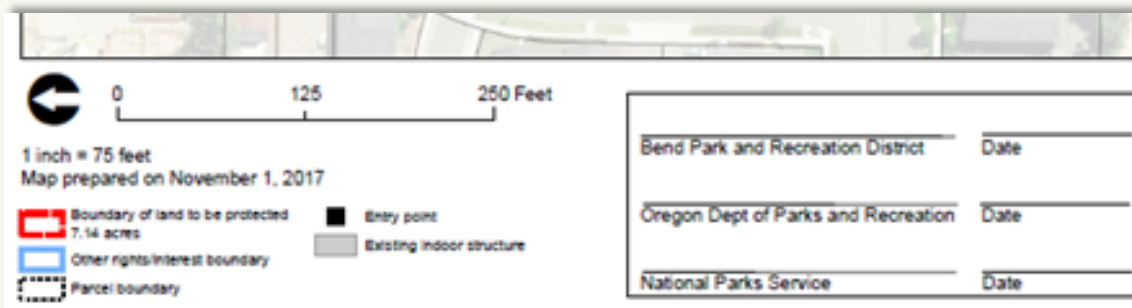 0 125 250 Feet
1 inch = 75 feet
Map prepared on November 1, 2017
Boundary of land to be protected
7.14 acres
Other rights/interest boundary
Parcel boundary
Entry point
Existing indoor structure
Bend Park and Recreation District Date
Oregon Dept of Parks and Recreation Date
National Parks Service Date